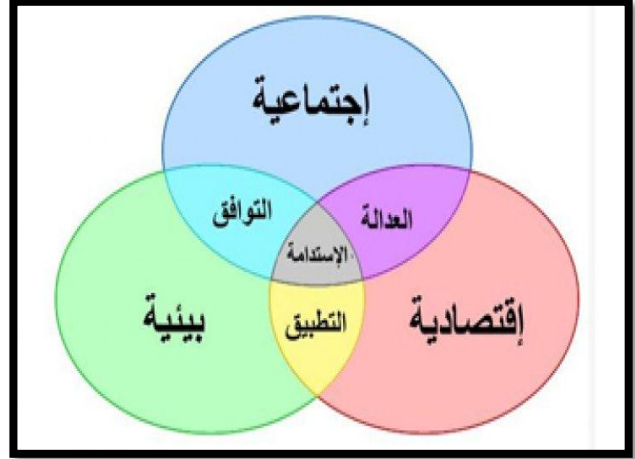 إجتماعية
التوافق
العدالة
الإستدامة
بيئية
التطبيق
إقتصادية